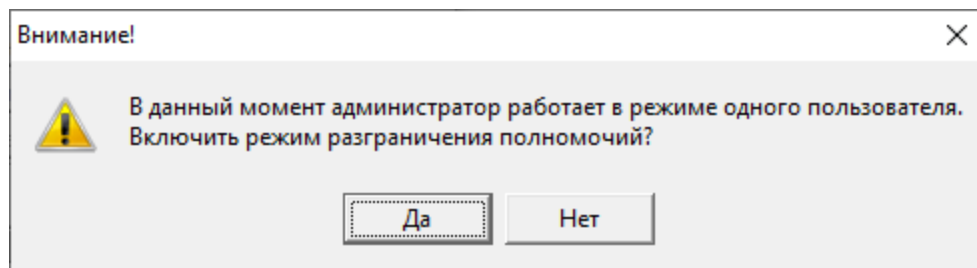 Внимание!
В данный момент администратор работает в режиме одного пользователя.
Включить режим разграничения полномочий?
Да
Нет